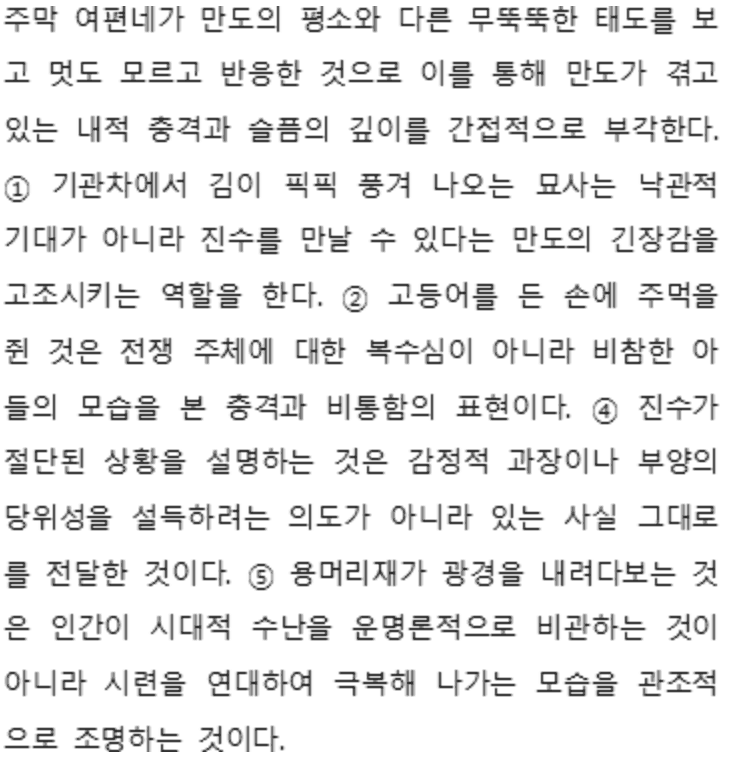 주막 여편네가 만도의 평소와 다른 무뚝뚝한 태도를 보
고 멋도 모르고 반응한 것으로 이를 통해 만도가 겪고
있는 내적 충격과 슬픔의 깊이를 간접적으로 부각한다.
① 기관차에서 김이 픽픽 풍겨 나오는 묘사는 낙관적
기대가 아니라 진수를 만날 수 있다는 만도의 긴장감을
고조시키는 역할을 한다. ② 고등어를 든 손에 주먹을
쥔 것은 전쟁 주체에 대한 복수심이 아니라 비참한 아
들의 모습을 본 충격과 비통함의 표현이다. ④ 진수가
절단된 상황을 설명하는 것은 감정적 과장이나 부양의
당위성을 설득하려는 의도가 아니라 있는 사실 그대로
를 전달한 것이다. ⑤ 용머리재가 광경을 내려다보는 것
은 인간이 시대적 수난을 운명론적으로 비관하는 것이
아니라 시련을 연대하여 극복해 나가는 모습을 관조적
으로 조명하는 것이다.